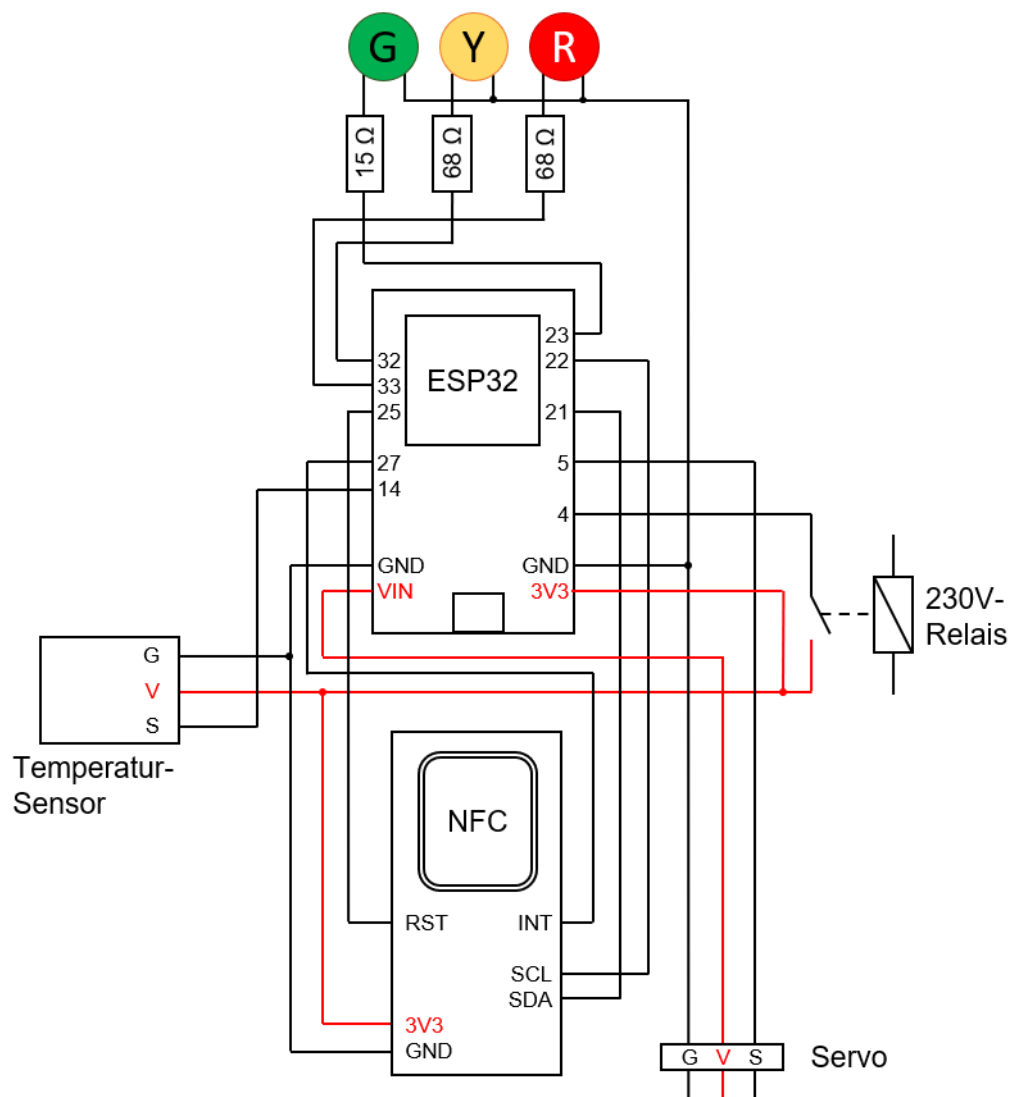 G Y R
15 Ω 68 Ω 68 Ω
23
32 22
ESP32
33
25 21
27 5
14
4
GND GND
VIN 3V3
230V-
Relais
G
V
S
Temperatur-
Sensor
NFC
RST INT
SCL
SDA
3V3
GND
G V S Servo